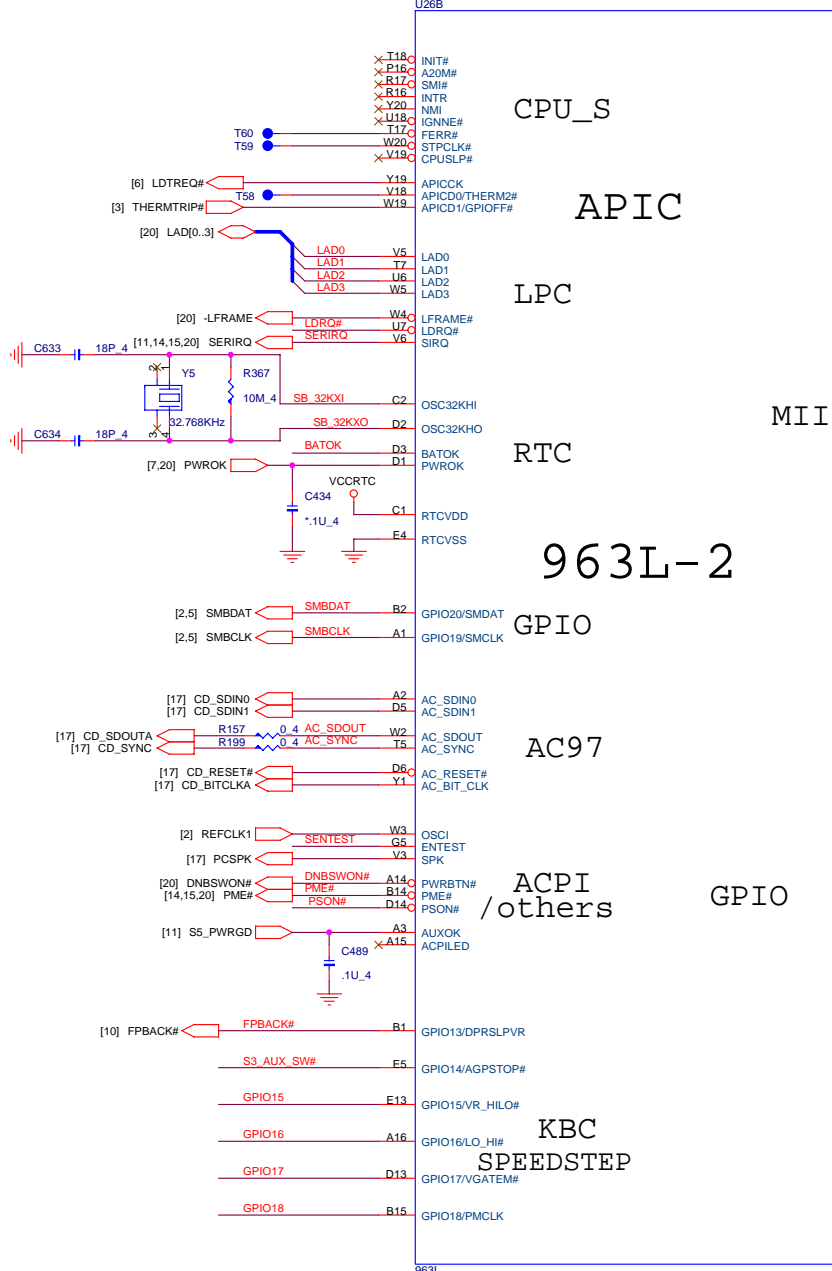 U26B
T18 INIT#
P16 A20M#
R17 SMI#
R16 INTR
Y20 NMI
U18 IGNNE#
T60 T17 FERR#
T59 W20 STPCLK#
V19 CPUSLP#
CPU_S
[6] LDTREQ# Y19 APICCK
T58 V18 APICD0/THERM2#
[3] THERMTRIP# W19 APICD1/GPIOFF#
APIC
[20] LAD[0..3]
LAD0 V5 LAD0
LAD1 T7 LAD1
LAD2 U6 LAD2
LAD3 W5 LAD3
LPC
[20] -LFRAME W4 LFRAME#
LDRQ# U7 LDRQ#
[11,14,15,20] SERIRQ SERIRQ V6 SIRQ
C633 18P_4
2 1 Y5
R367
10M_4
SB_32KXI C2 OSC32KHI
32.768KHz
SB_32KXO D2 OSC32KHO
3 4
C634 18P_4
MII
BATOK D3 BATOK
[7,20] PWROK D1 PWROK
RTC
VCCRTC
C434
*.1U_4
C1 RTCVDD
E4 RTCVSS
963L-2
[2,5] SMBDAT SMBDAT B2 GPIO20/SMDAT
[2,5] SMBCLK SMBCLK A1 GPIO19/SMCLK
GPIO
[17] CD_SDIN0 A2 AC_SDIN0
[17] CD_SDIN1 D5 AC_SDIN1
[17] CD_SDOUTA R157 0_4 AC_SDOUT W2 AC_SDOUT
[17] CD_SYNC R199 0_4 AC_SYNC T5 AC_SYNC
AC97
[17] CD_RESET# D6 AC_RESET#
[17] CD_BITCLKA Y1 AC_BIT_CLK
[2] REFCLK1 W3 OSCI
SENTEST G5 ENTEST
[17] PCSPK V3 SPK
[20] DNBSWON# DNBSWON# A14 PWRBTN#
[14,15,20] PME# PME# B14 PME#
PSON# D14 PSON#
ACPI
/others
GPIO
[11] S5_PWRGD A3 AUXOK
A15 ACPILED
C489
.1U_4
[10] FPBACK# FPBACK# B1 GPIO13/DPRSLPVR
S3_AUX_SW# E5 GPIO14/AGPSTOP#
GPIO15 E13 GPIO15/VR_HILO#
GPIO16 A16 GPIO16/LO_HI#
KBC
SPEEDSTEP
GPIO17 D13 GPIO17/VGATEM#
GPIO18 B15 GPIO18/PMCLK
963L